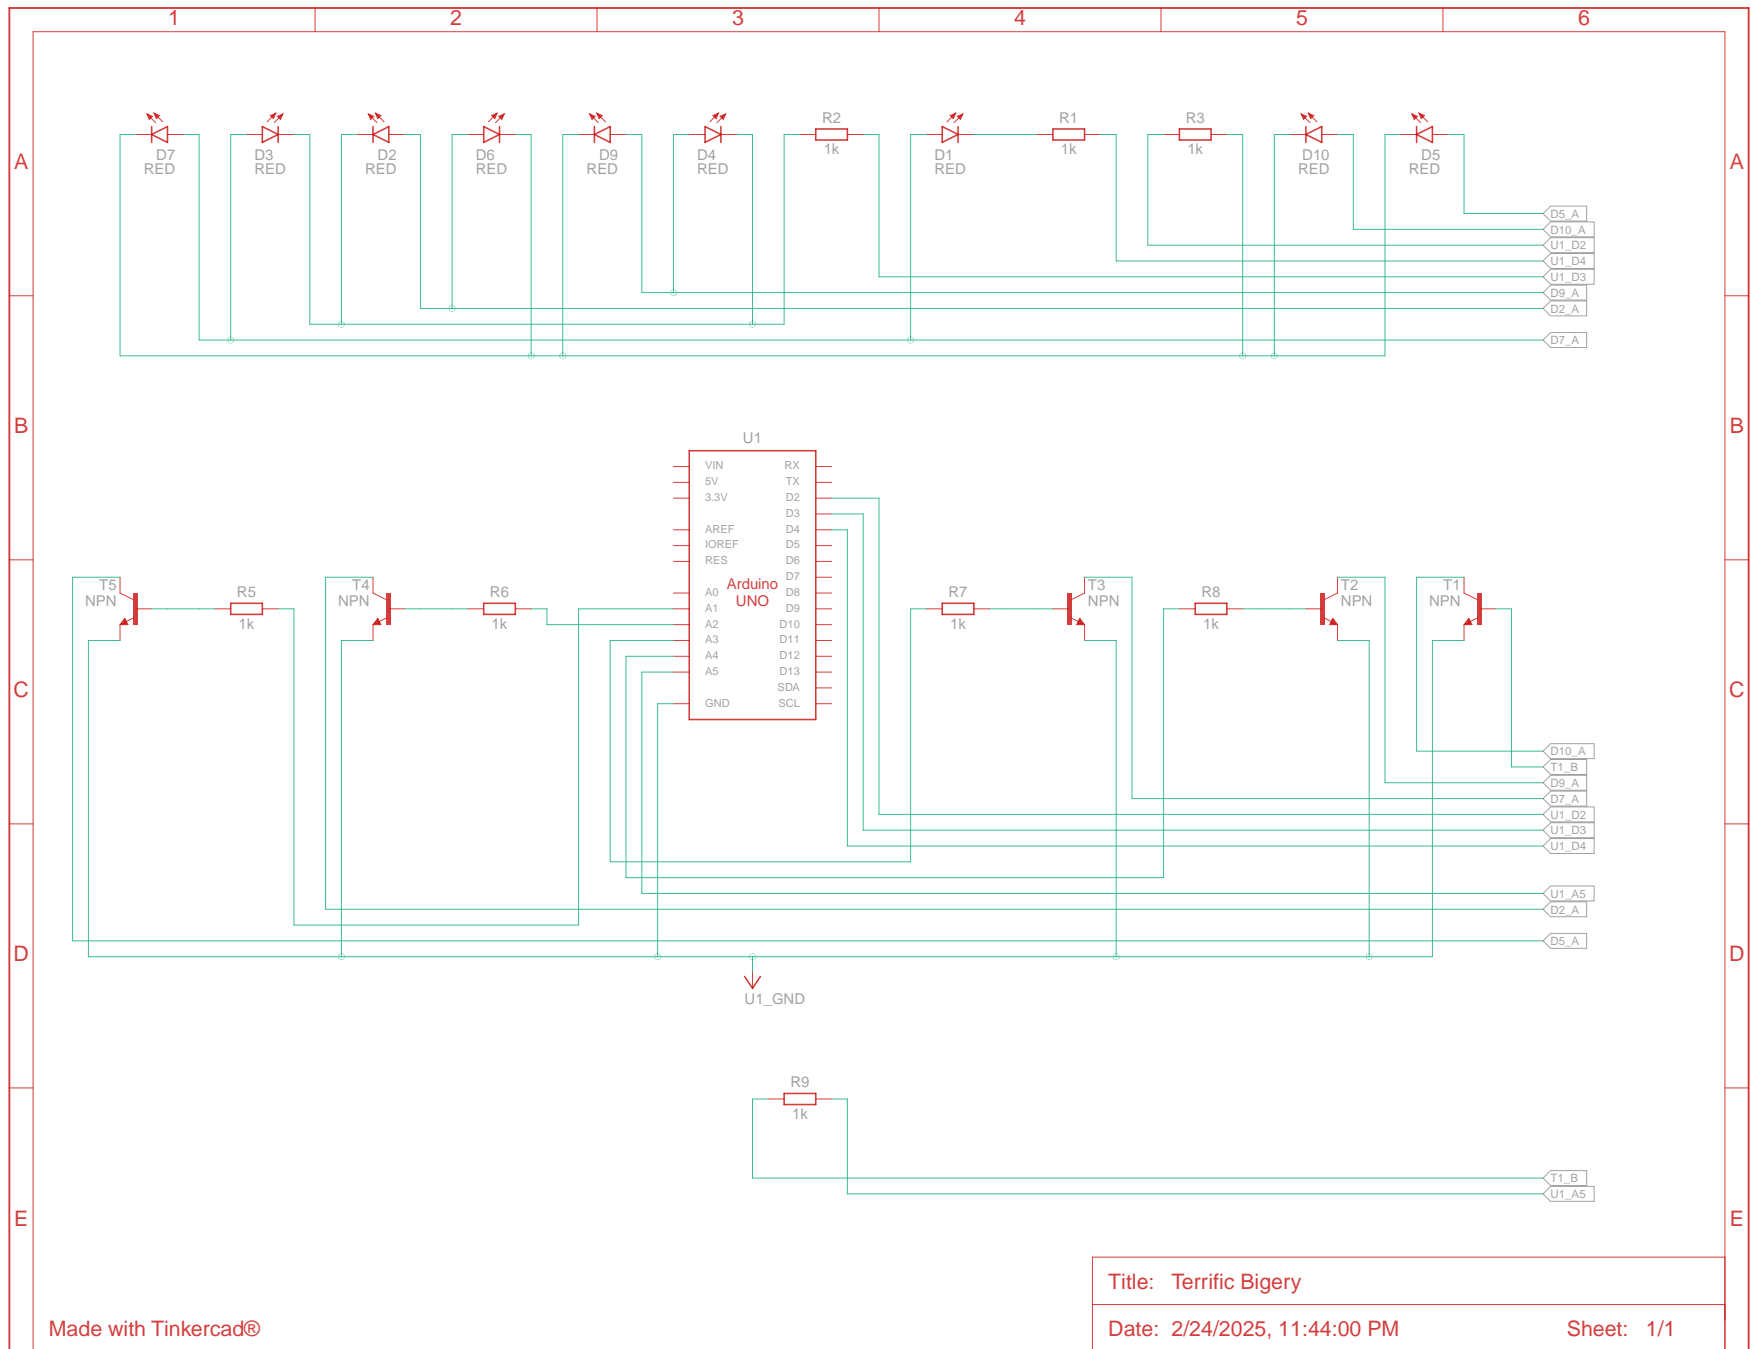 1 2 3 4 5 6
A A
R2 R1 R3
1k 1k 1k
D7 D3 D2 D6 D9 D4 D1 D10 D5
RED RED RED RED RED RED RED RED RED
D5_A
D10_A
U1_D2
U1_D4
U1_D3
D9_A
D2_A
D7_A
B B
U1
VIN RX
5V TX
3.3V D2
D3
AREF D4
IOREF D5
RES D6
D7
A0 D8
A1 D9
A2 D10
A3 D11
A4 D12
A5 D13
SDA
GND SCL
Arduino
UNO
T5 R5 T4 R6 R7 T3 R8 T2 T1
NPN NPN NPN NPN NPN
1k 1k 1k 1k
C C
D10_A
T1_B
D9_A
D7_A
U1_D2
U1_D3
U1_D4
U1_A5
D2_A
D5_A
D D
U1_GND
R9
1k
T1_B
U1_A5
E E
Title: Terrific Bigery
Made with Tinkercad®
Date: 2/24/2025, 11:44:00 PM Sheet: 1/1